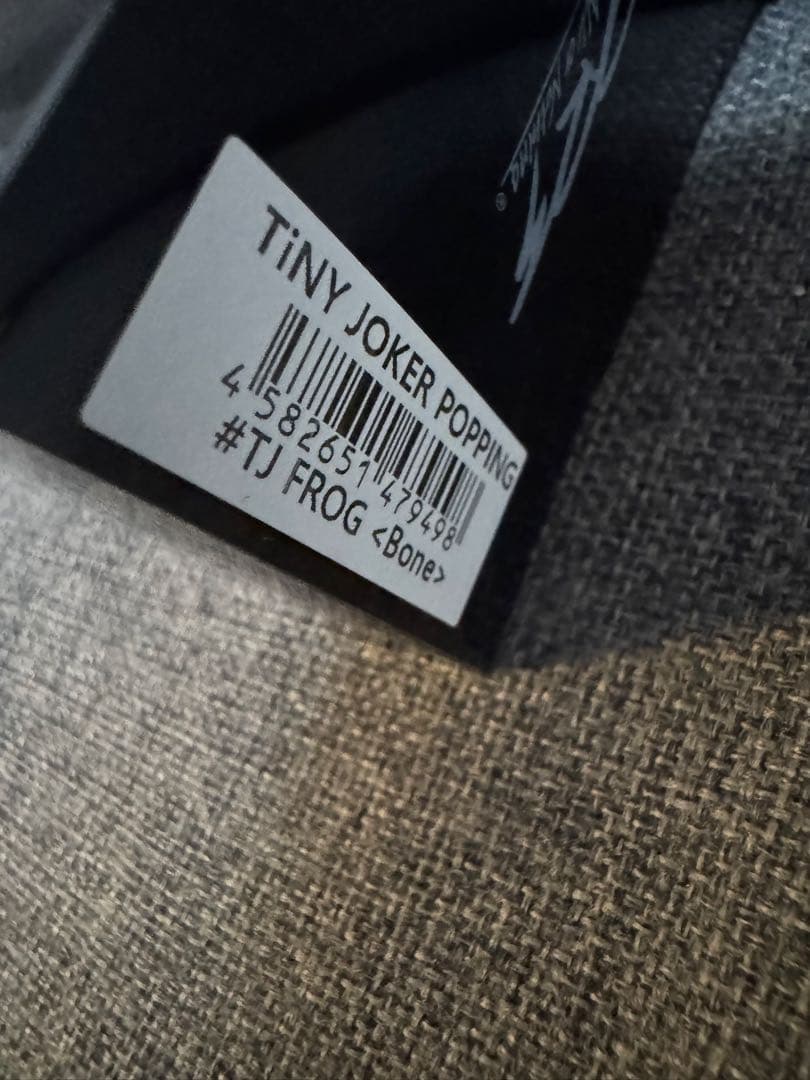 TiNY JOKER POPPING
4 582651 479498
#TJ FROG <Bone>
®